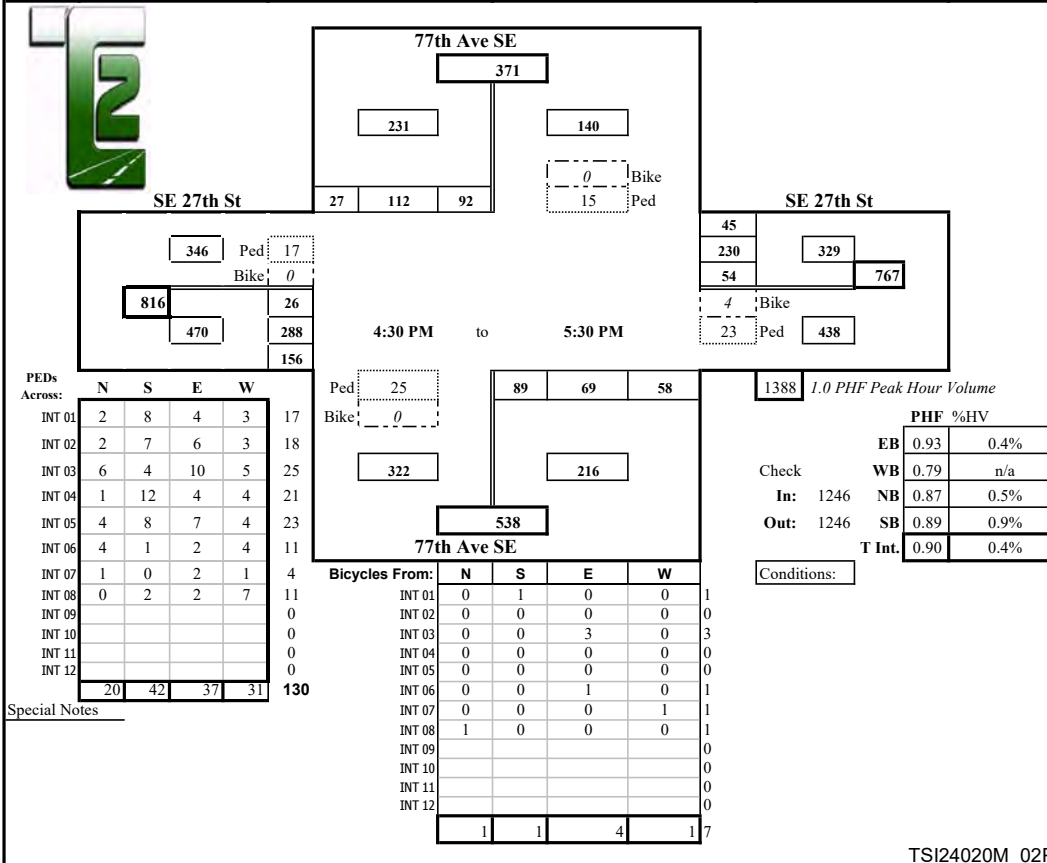 T2
77th Ave SE
371
231 140
0 Bike
SE 27th St 27 112 92 15 Ped SE 27th St
45
346 Ped 17 230 329
Bike 0 54 767
816 26 4 Bike
470 288 4:30 PM to 5:30 PM 23 Ped 438
156
PEDs
Across: N S E W Ped 25 89 69 58 1388 1.0 PHF Peak Hour Volume
INT 01 2 8 4 3 17 Bike 0 PHF %HV
INT 02 2 7 6 3 18 EB 0.93 0.4%
INT 03 6 4 10 5 25 322 216 Check WB 0.79 n/a
INT 04 1 12 4 4 21 In: 1246 NB 0.87 0.5%
INT 05 4 8 7 4 23 538 Out: 1246 SB 0.89 0.9%
INT 06 4 1 2 4 11 77th Ave SE T Int. 0.90 0.4%
INT 07 1 0 2 1 4 Bicycles From: N S E W Conditions:
INT 08 0 2 2 7 11 INT 01 0 1 0 0 1
INT 09 0 INT 02 0 0 0 0 0
INT 10 0 INT 03 0 0 3 0 3
INT 11 0 INT 04 0 0 0 0 0
INT 12 0 INT 05 0 0 0 0 0
20 42 37 31 130 INT 06 0 0 1 0 1
Special Notes INT 07 0 0 0 1 1
INT 08 1 0 0 0 1
INT 09 0
INT 10 0
INT 11 0
INT 12 0
1 1 4 1 7